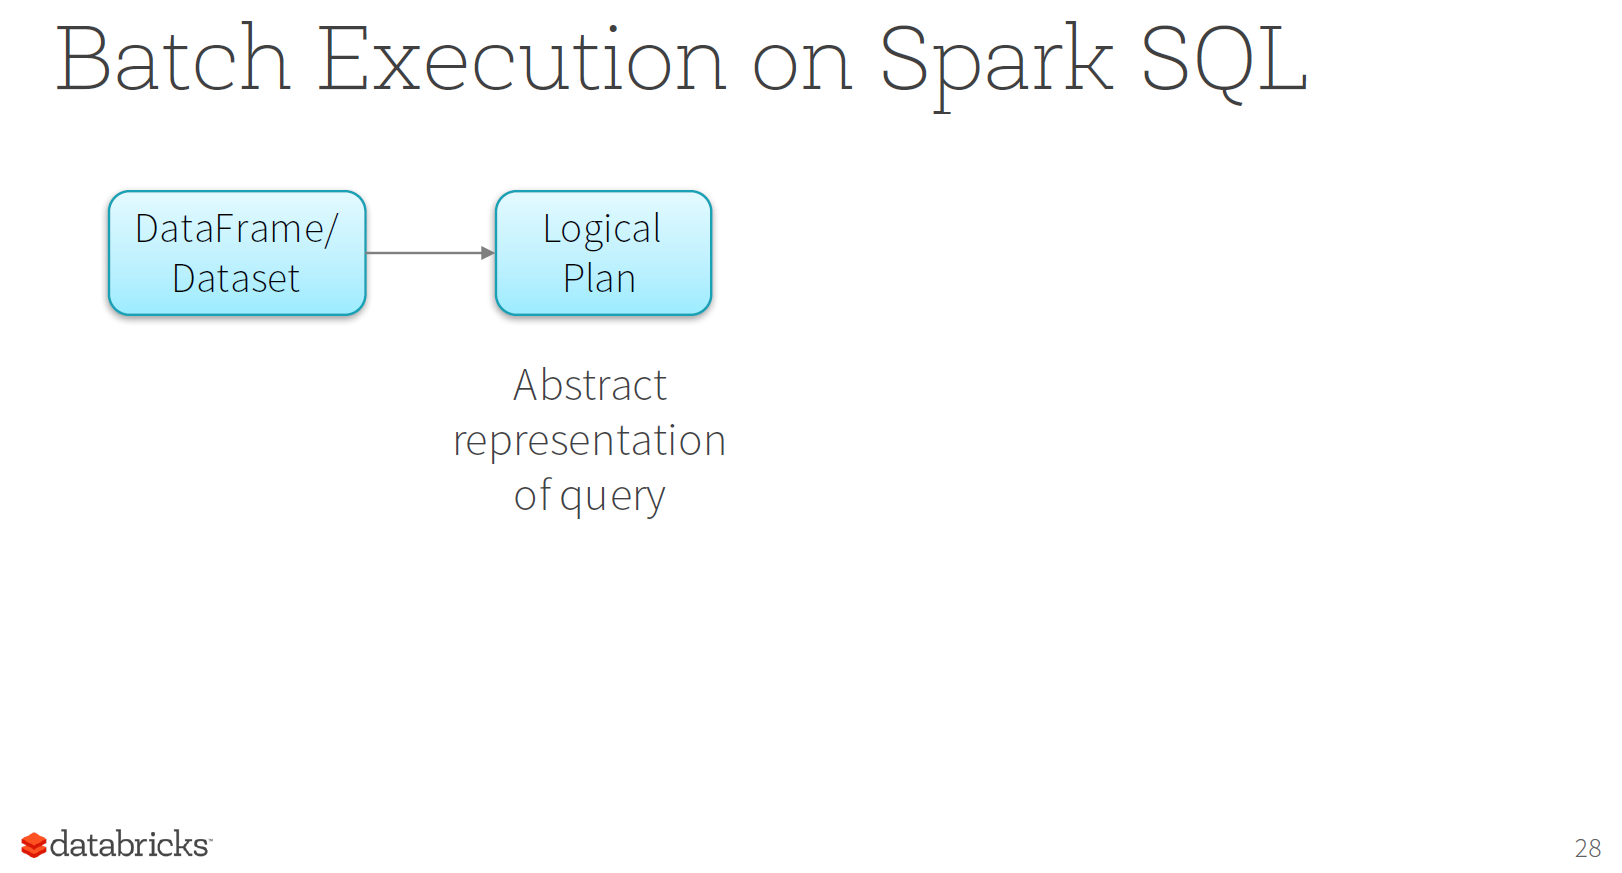 Batch Execution on Spark SQL
DataFrame/
Dataset
Logical
Plan
Abstract
representation
of query
databricks
28